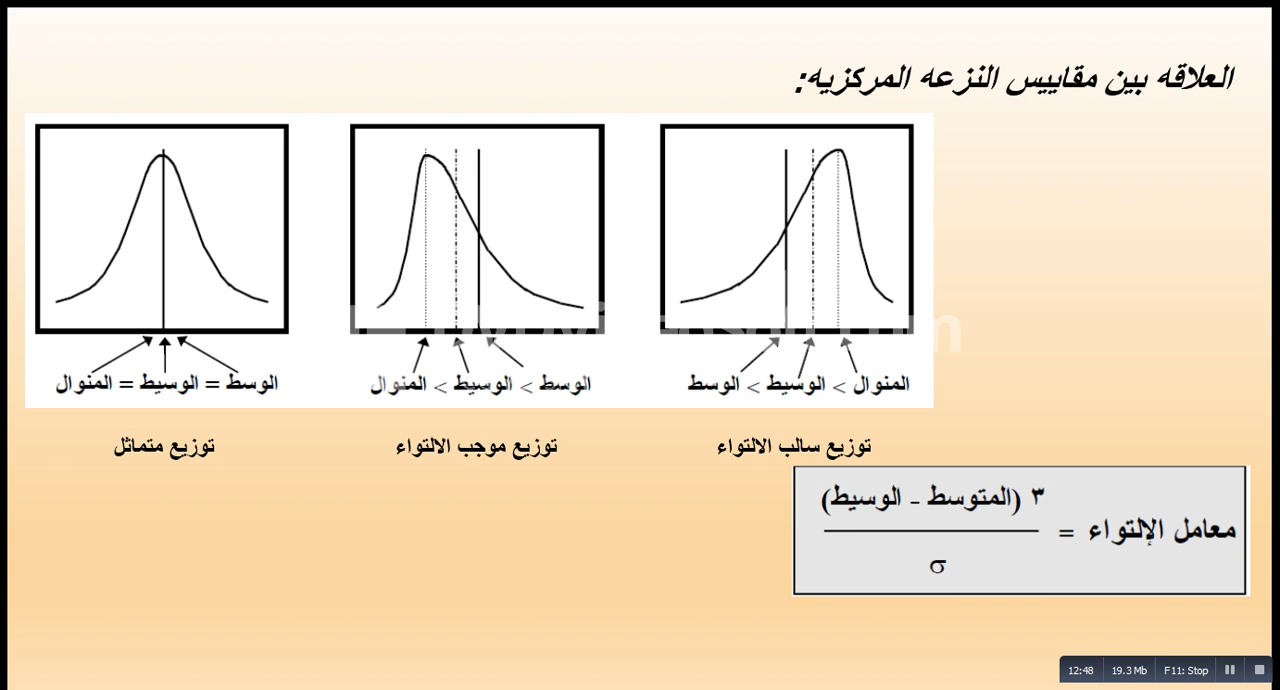 العلاقه بين مقاييس النزعه المركزيه:
المنوال > الوسيط > الوسط
الوسط > الوسيط > المنوال
الوسط = الوسيط = المنوال
توزيع سالب الالتواء
توزيع موجب الالتواء
توزيع متماثل
معامل الإلتواء = ٣ (المتوسط - الوسيط)
σ
12:48 19.3 Mb F11: Stop